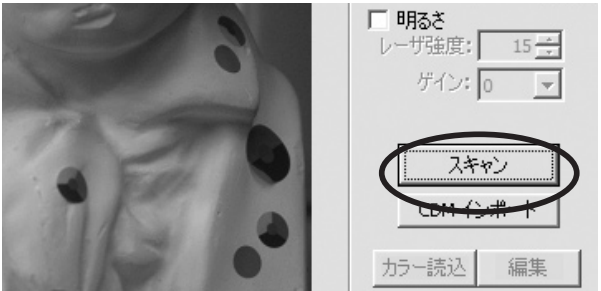 明るさ
レーザ強度: 15
ゲイン: 0
スキャン
CDMインポート
カラー読込 編集